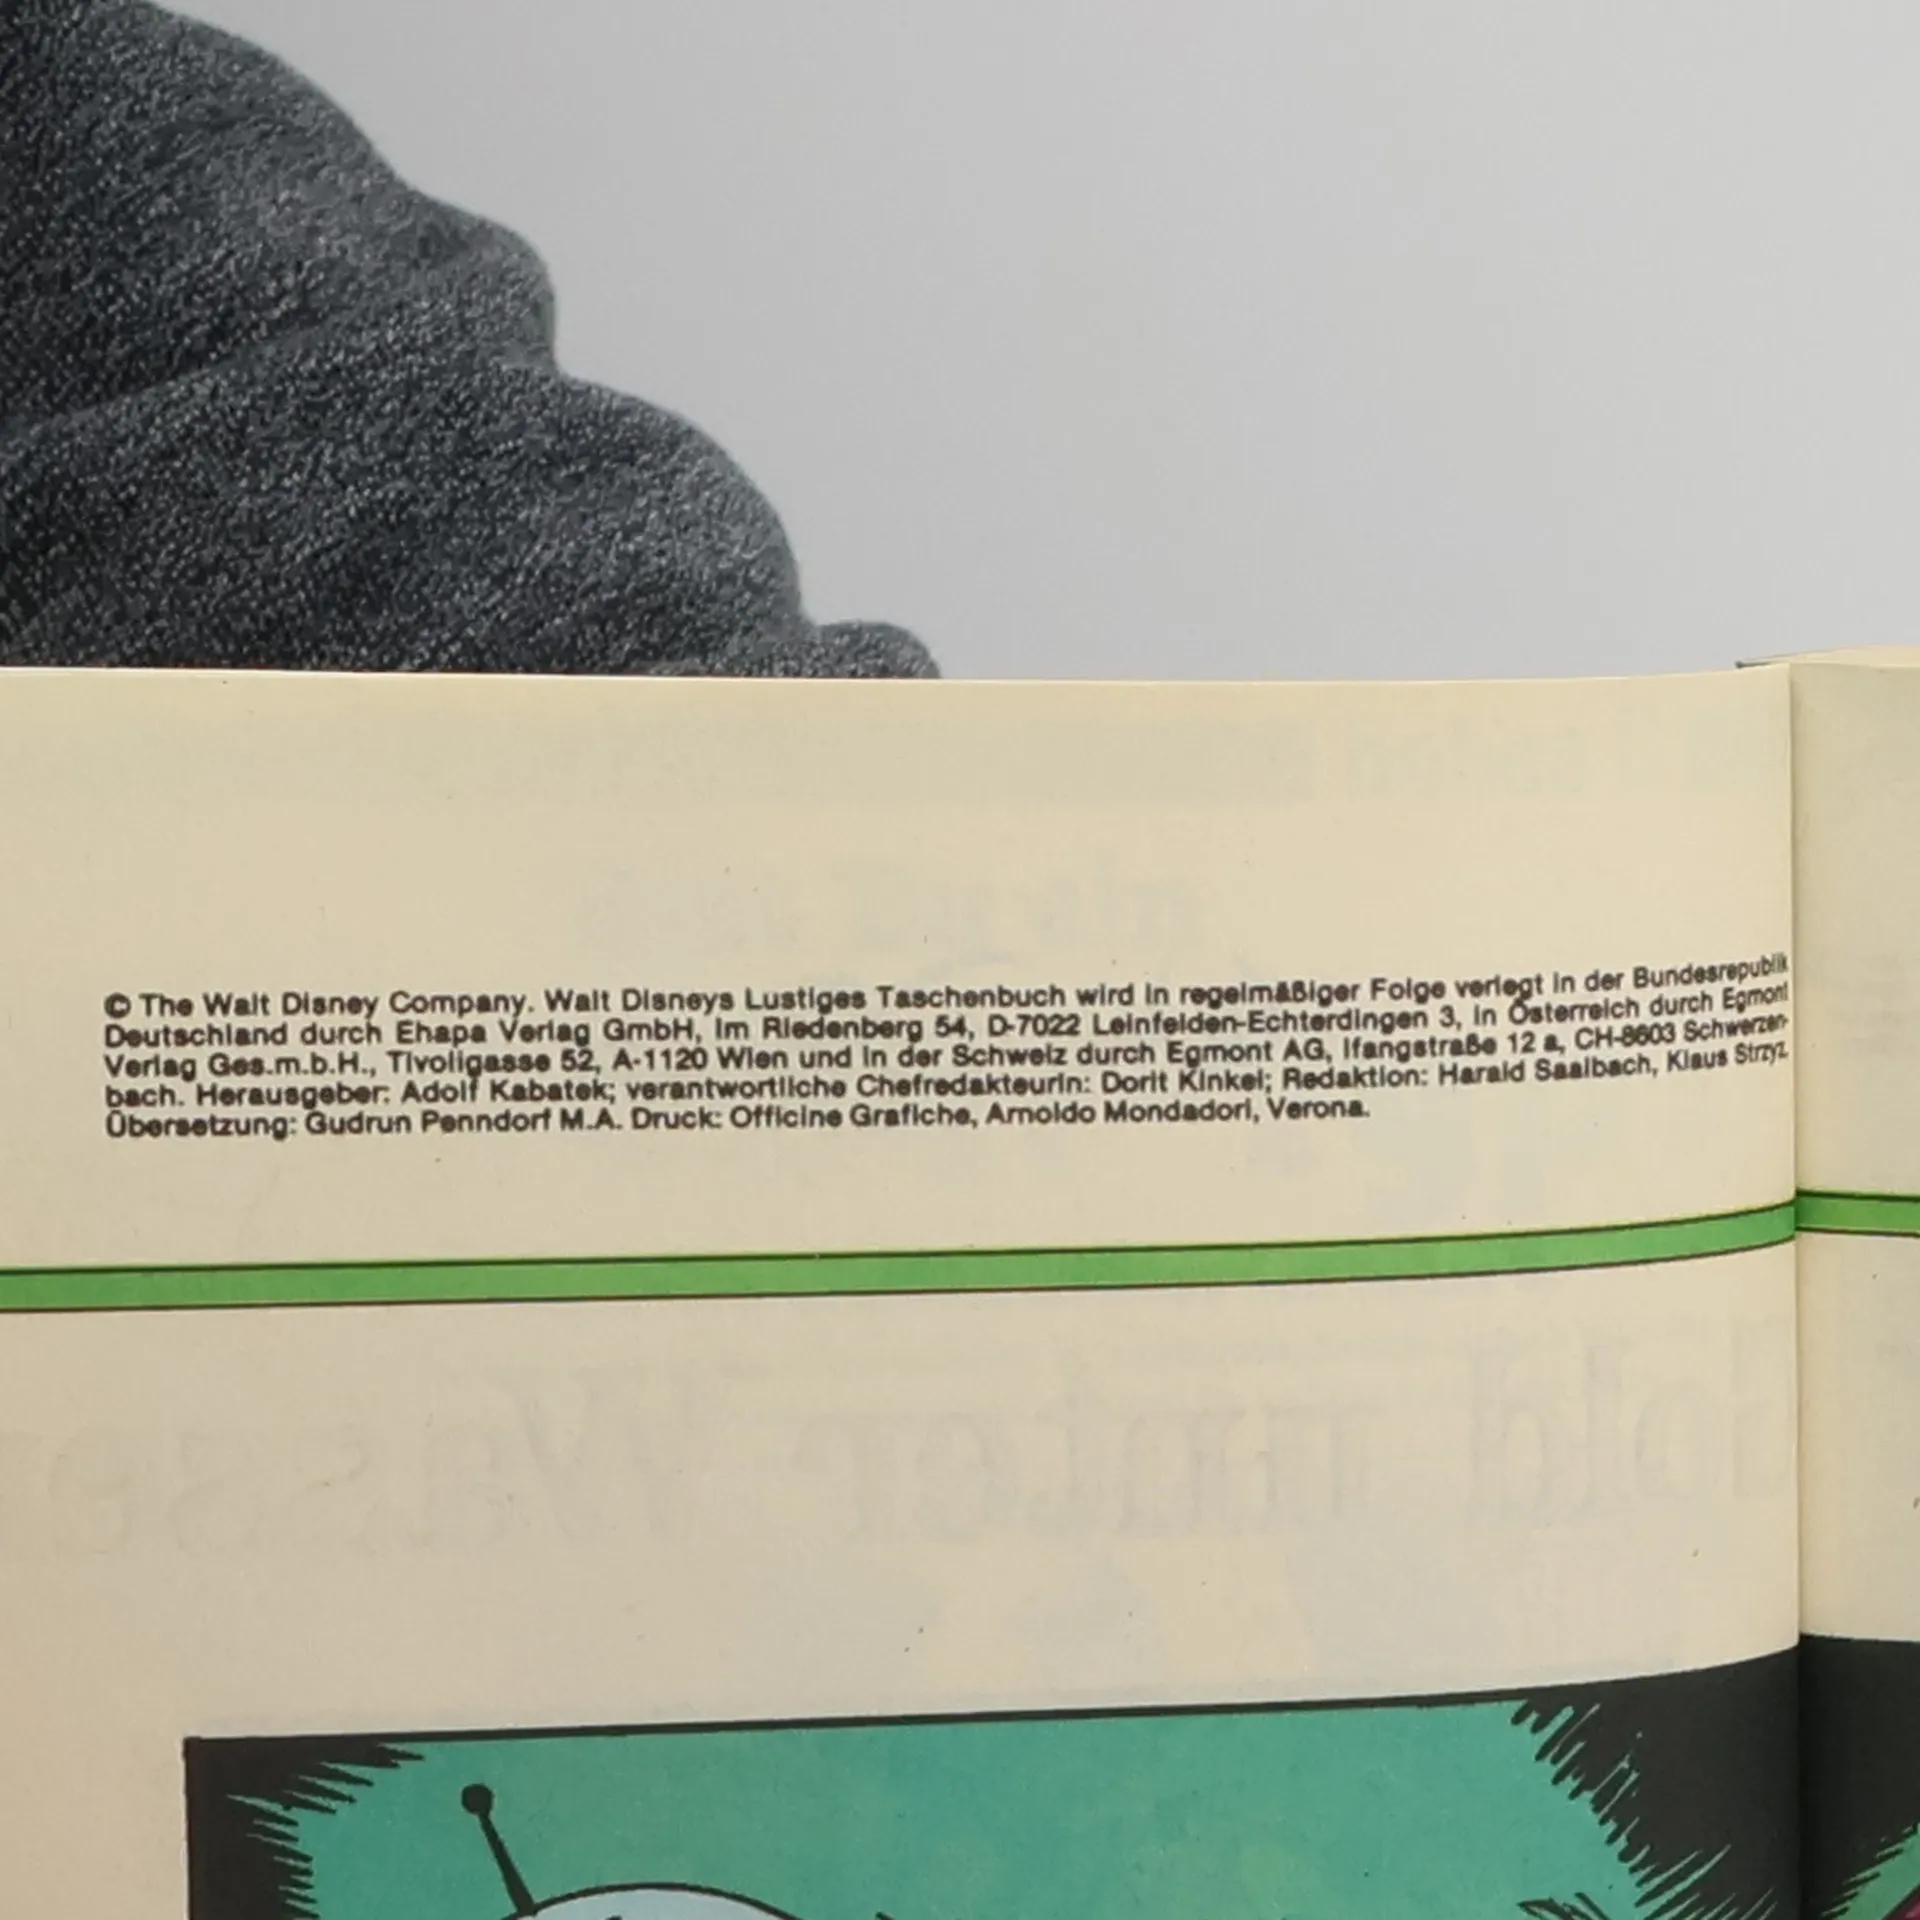 © The Walt Disney Company. Walt Disneys Lustiges Taschenbuch wird in regelmäßiger Folge verlegt in der Bundesrepublik
Deutschland durch Ehapa Verlag GmbH, Im Riedenberg 54, D-7022 Leinfelden-Echterdingen 3, in Österreich durch Egmont
Verlag Ges.m.b.H., Tivoligasse 52, A-1120 Wien und in der Schweiz durch Egmont AG, Ifangstraße 12 a, CH-8603 Schwerzen-
bach. Herausgeber: Adolf Kabatek; verantwortliche Chefredakteurin: Dorit Kinkel; Redaktion: Harald Saalbach, Klaus Strzyz.
Übersetzung: Gudrun Penndorf M.A. Druck: Officine Grafiche, Arnoldo Mondadori, Verona.